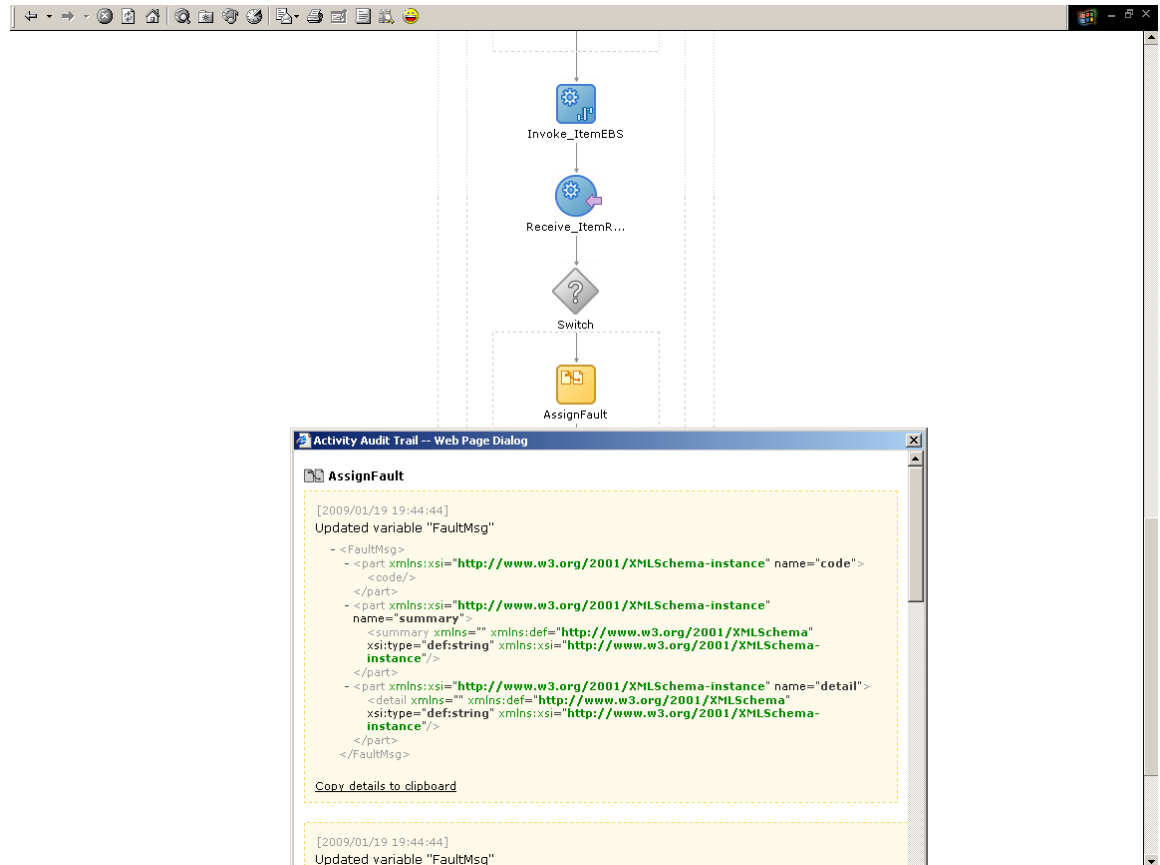 Invoke_ItemEBS
Receive_ItemR...
?
Switch
AssignFault
Activity Audit Trail -- Web Page Dialog
AssignFault
[2009/01/19 19:44:44]
Updated variable "FaultMsg"
- <FaultMsg>
- <part xmlns:xsi="http://www.w3.org/2001/XMLSchema-instance" name="code">
<code/>
</part>
- <part xmlns:xsi="http://www.w3.org/2001/XMLSchema-instance"
name="summary">
<summary xmlns="" xmlns:def="http://www.w3.org/2001/XMLSchema"
xsi:type="def:string" xmlns:xsi="http://www.w3.org/2001/XMLSchema-
instance"/>
</part>
- <part xmlns:xsi="http://www.w3.org/2001/XMLSchema-instance" name="detail">
<detail xmlns="" xmlns:def="http://www.w3.org/2001/XMLSchema"
xsi:type="def:string" xmlns:xsi="http://www.w3.org/2001/XMLSchema-
instance"/>
</part>
</FaultMsg>
Copy details to clipboard
[2009/01/19 19:44:44]
Updated variable "FaultMsg"